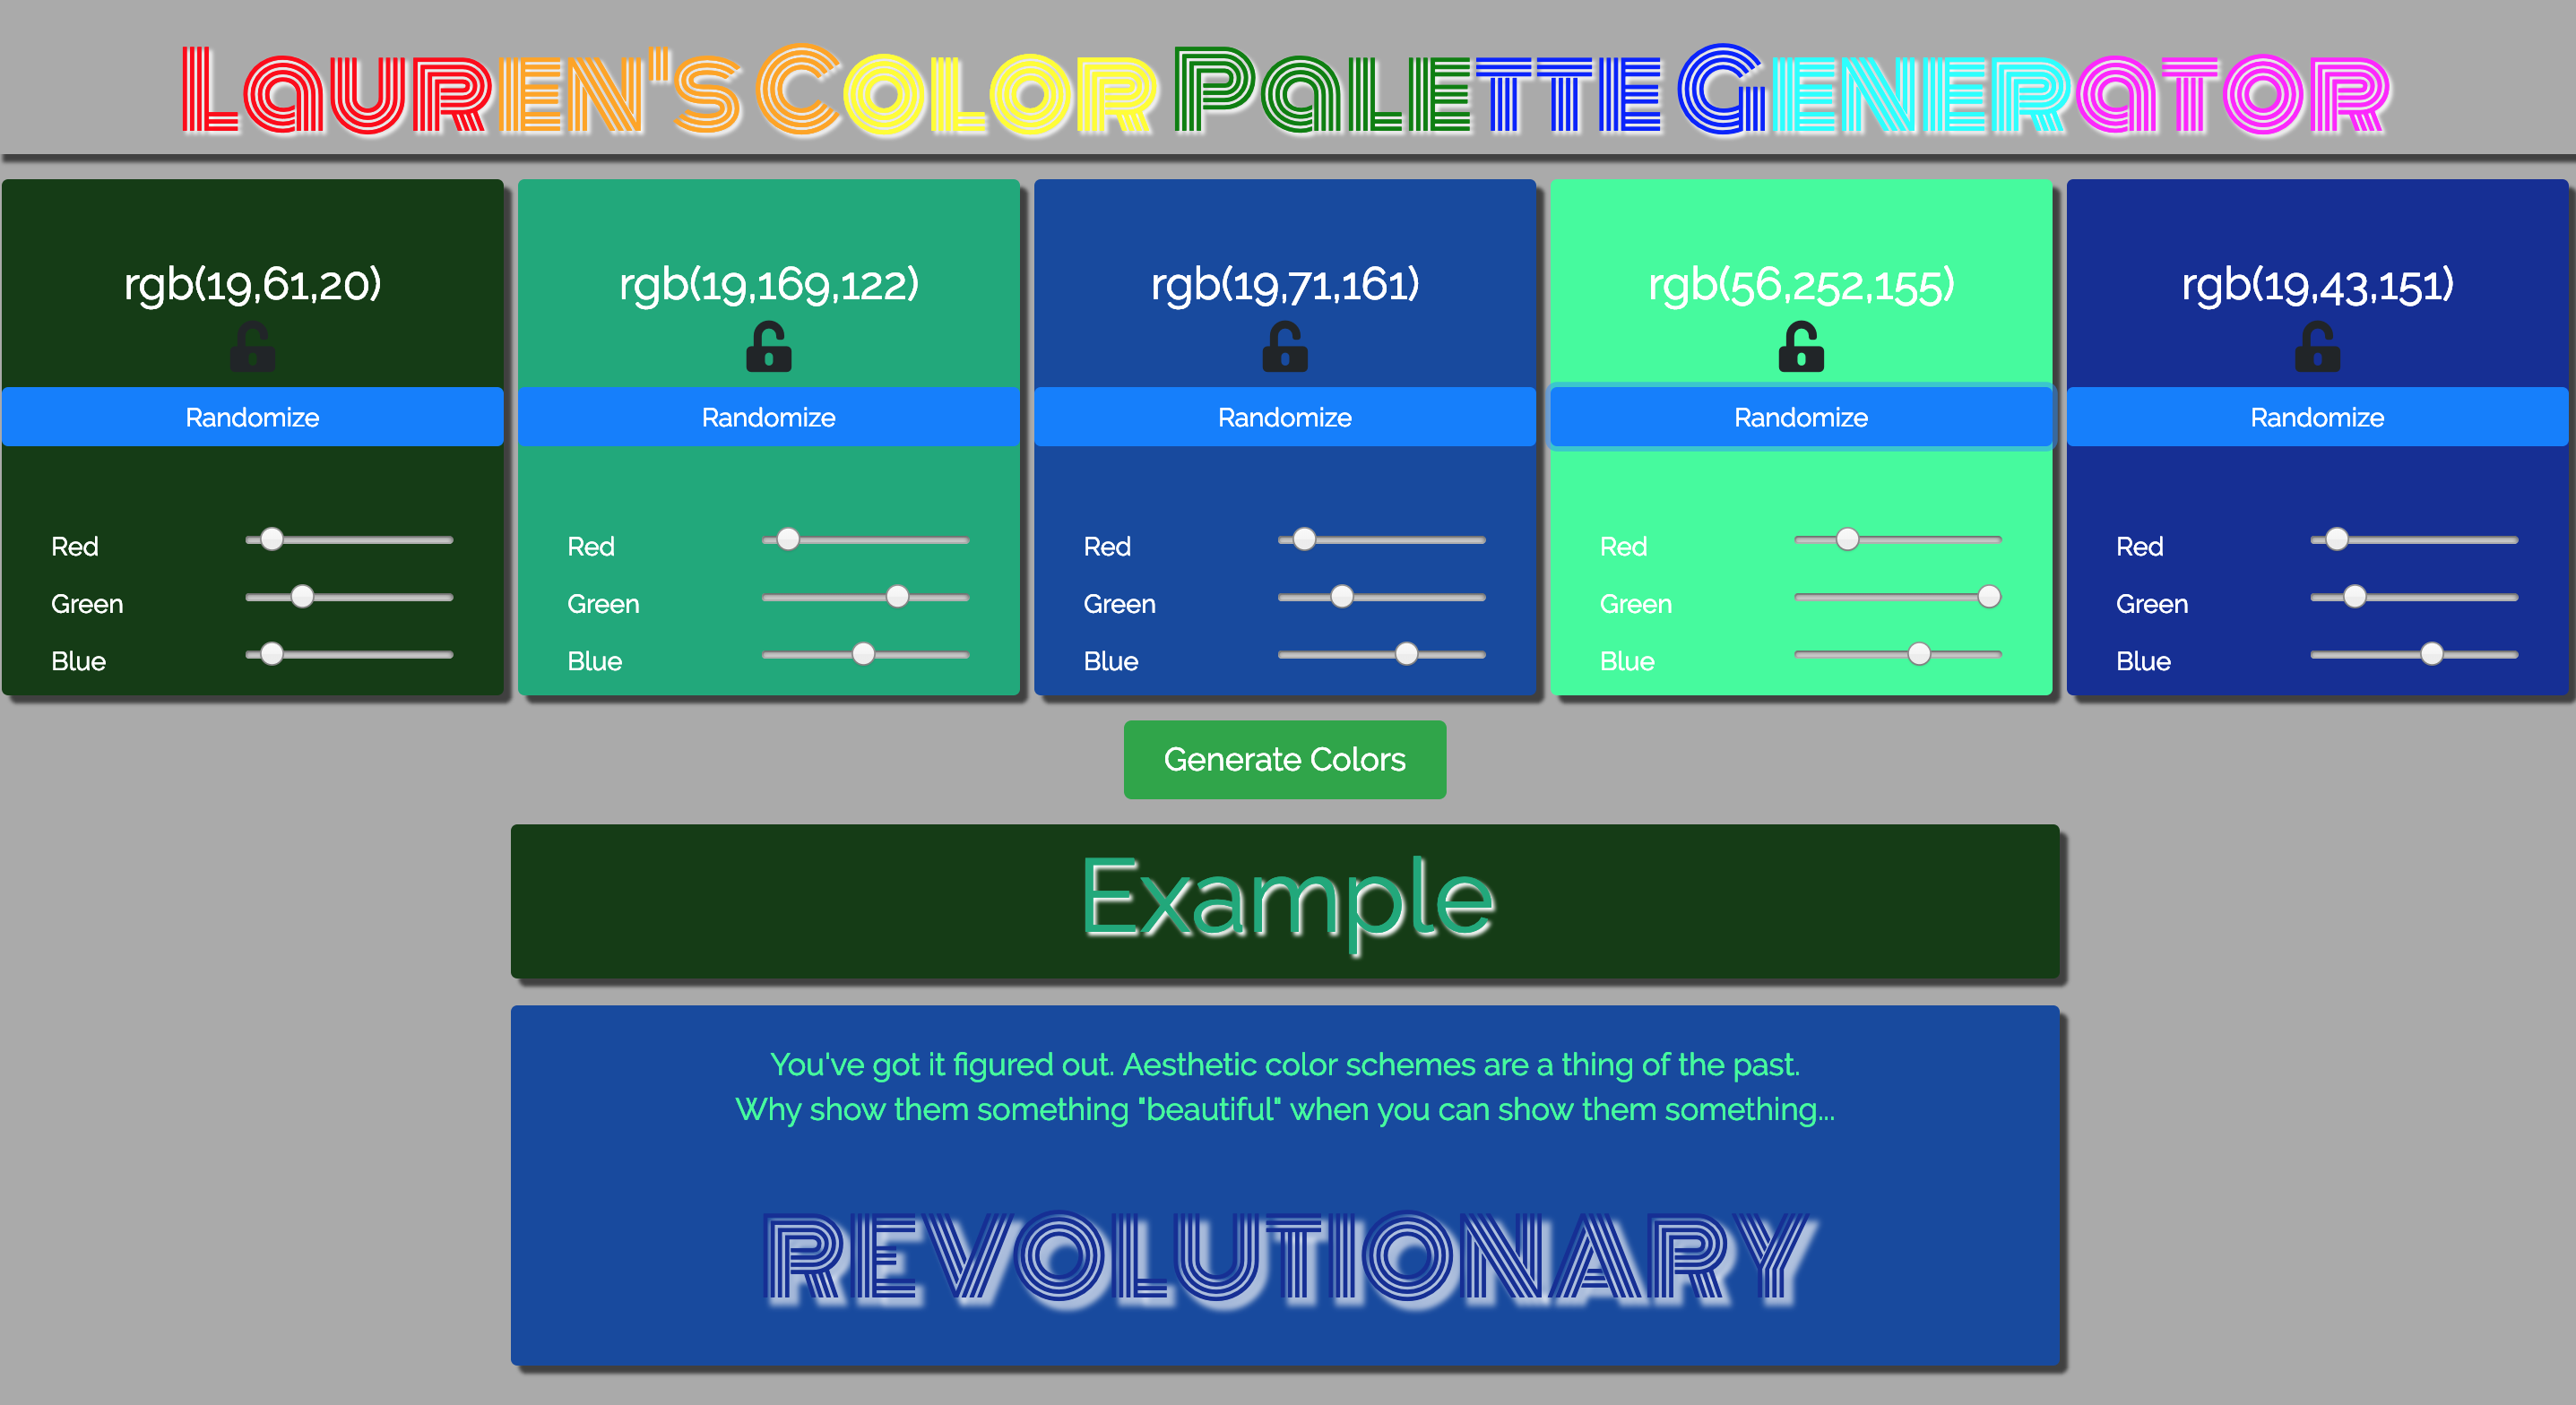 Lauren's Color Palette Generator
rgb(19,61,20)
Randomize
Red
Green
Blue
rgb(19,169,122)
Randomize
Red
Green
Blue
rgb(19,71,161)
Randomize
Red
Green
Blue
rgb(56,252,155)
Randomize
Red
Green
Blue
rgb(19,43,151)
Randomize
Red
Green
Blue
Generate Colors
Example
You've got it figured out. Aesthetic color schemes are a thing of the past.
Why show them something "beautiful" when you can show them something...
REVOLUTIONARY